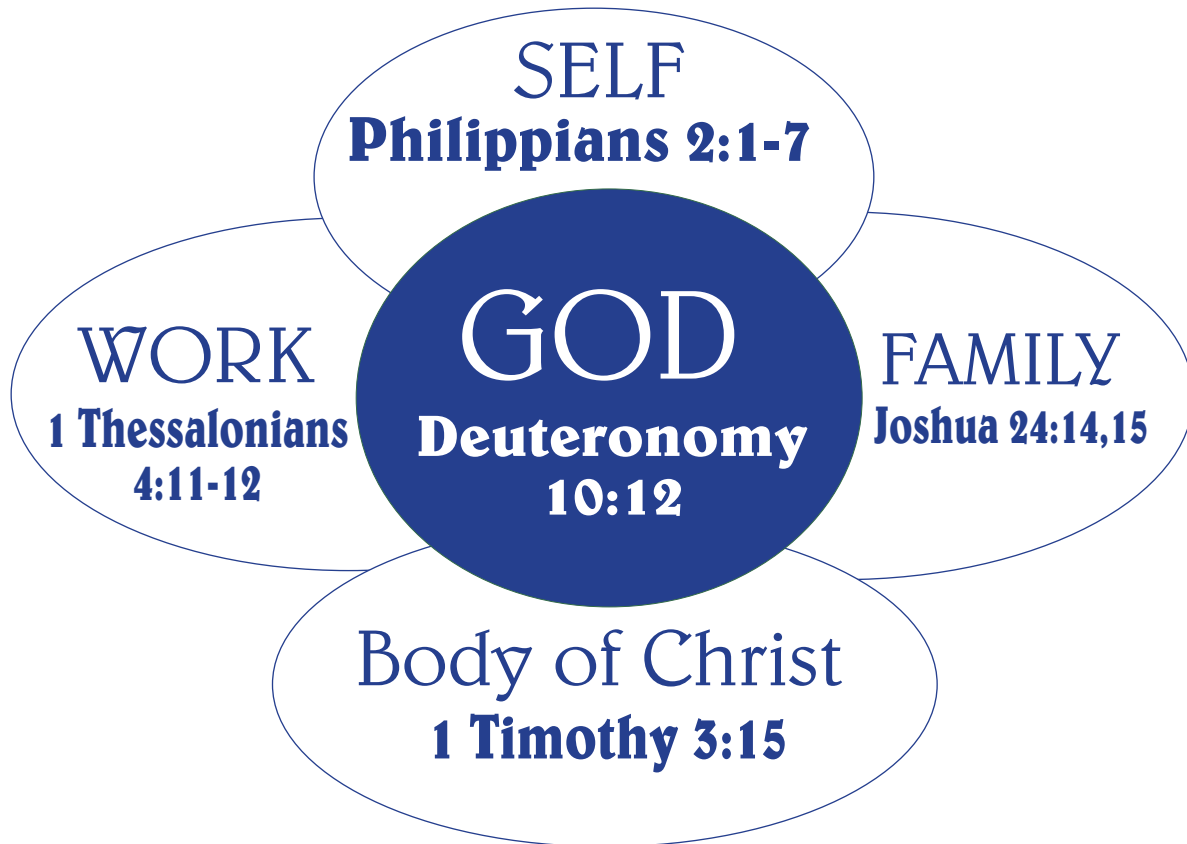 SELF
Philippians 2:1-7
GOD
Deuteronomy
10:12
WORK
1 Thessalonians
4:11-12
FAMILY
Joshua 24:14,15
Body of Christ
1 Timothy 3:15